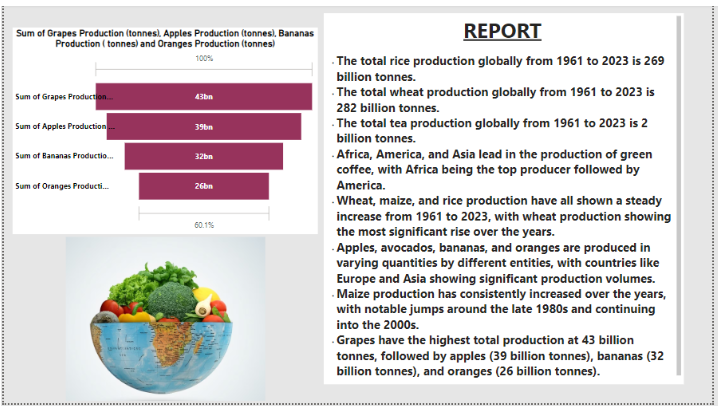 Sum of Grapes Production (tonnes), Apples Production (tonnes), Bananas
Production ( tonnes) and Oranges Production (tonnes)
100%
Sum of Grapes Production...
43bn
Sum of Apples Production ...
39bn
Sum of Bananas Productio...
32bn
Sum of Oranges Producti...
26bn
60.1%
REPORT
· The total rice production globally from 1961 to 2023 is 269
billion tonnes.
· The total wheat production globally from 1961 to 2023 is
282 billion tonnes.
· The total tea production globally from 1961 to 2023 is 2
billion tonnes.
· Africa, America, and Asia lead in the production of green
coffee, with Africa being the top producer followed by
America.
· Wheat, maize, and rice production have all shown a steady
increase from 1961 to 2023, with wheat production showing
the most significant rise over the years.
· Apples, avocados, bananas, and oranges are produced in
varying quantities by different entities, with countries like
Europe and Asia showing significant production volumes.
· Maize production has consistently increased over the years,
with notable jumps around the late 1980s and continuing
into the 2000s.
· Grapes have the highest total production at 43 billion
tonnes, followed by apples (39 billion tonnes), bananas (32
billion tonnes), and oranges (26 billion tonnes).